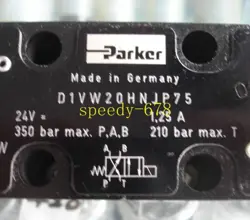 Parker
Made in Germany
D1VW20HNJP75
speedy-678
24V = 1,25 A
350 bar max. P,A,B 210 bar max. T
A B
P T